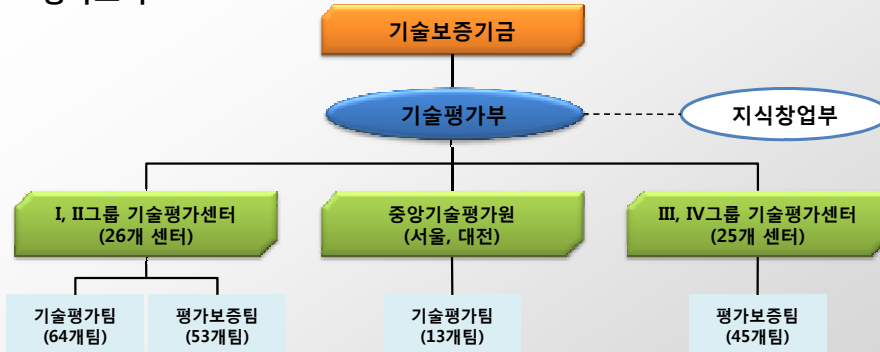 기술보증기금
기술평가부
지식창업부
I, II그룹 기술평가센터
(26개 센터)
중앙기술평가원
(서울, 대전)
III, IV그룹 기술평가센터
(25개 센터)
기술평가팀
(64개팀)
평가보증팀
(53개팀)
기술평가팀
(13개팀)
평가보증팀
(45개팀)